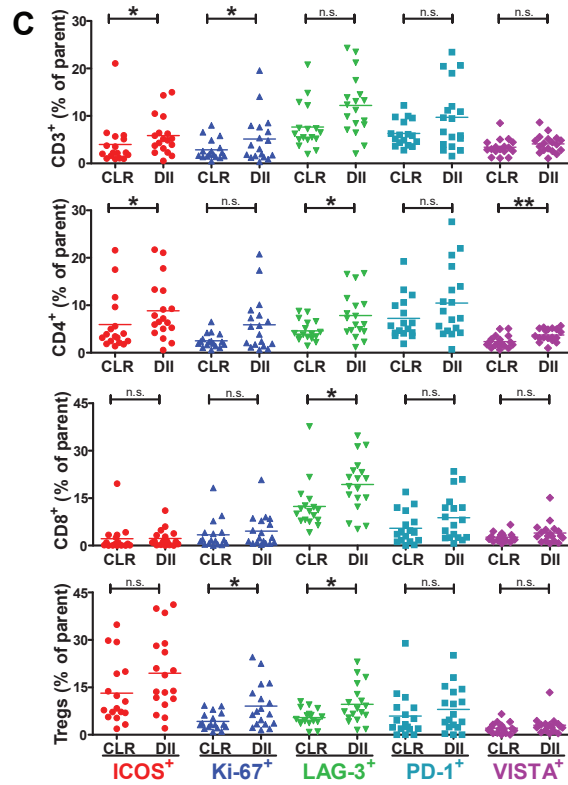 C
* * n.s. n.s. n.s.
CD3+ (% of parent)
30
20
10
0
CLR DII CLR DII CLR DII CLR DII CLR DII
* n.s. * n.s. **
CD4+ (% of parent)
30
20
10
0
CLR DII CLR DII CLR DII CLR DII CLR DII
n.s. n.s. * n.s. n.s.
CD8+ (% of parent)
45
30
15
0
CLR DII CLR DII CLR DII CLR DII CLR DII
n.s. * * n.s. n.s.
Tregs (% of parent)
45
30
15
0
CLR DII CLR DII CLR DII CLR DII CLR DII
ICOS+ Ki-67+ LAG-3+ PD-1+ VISTA+